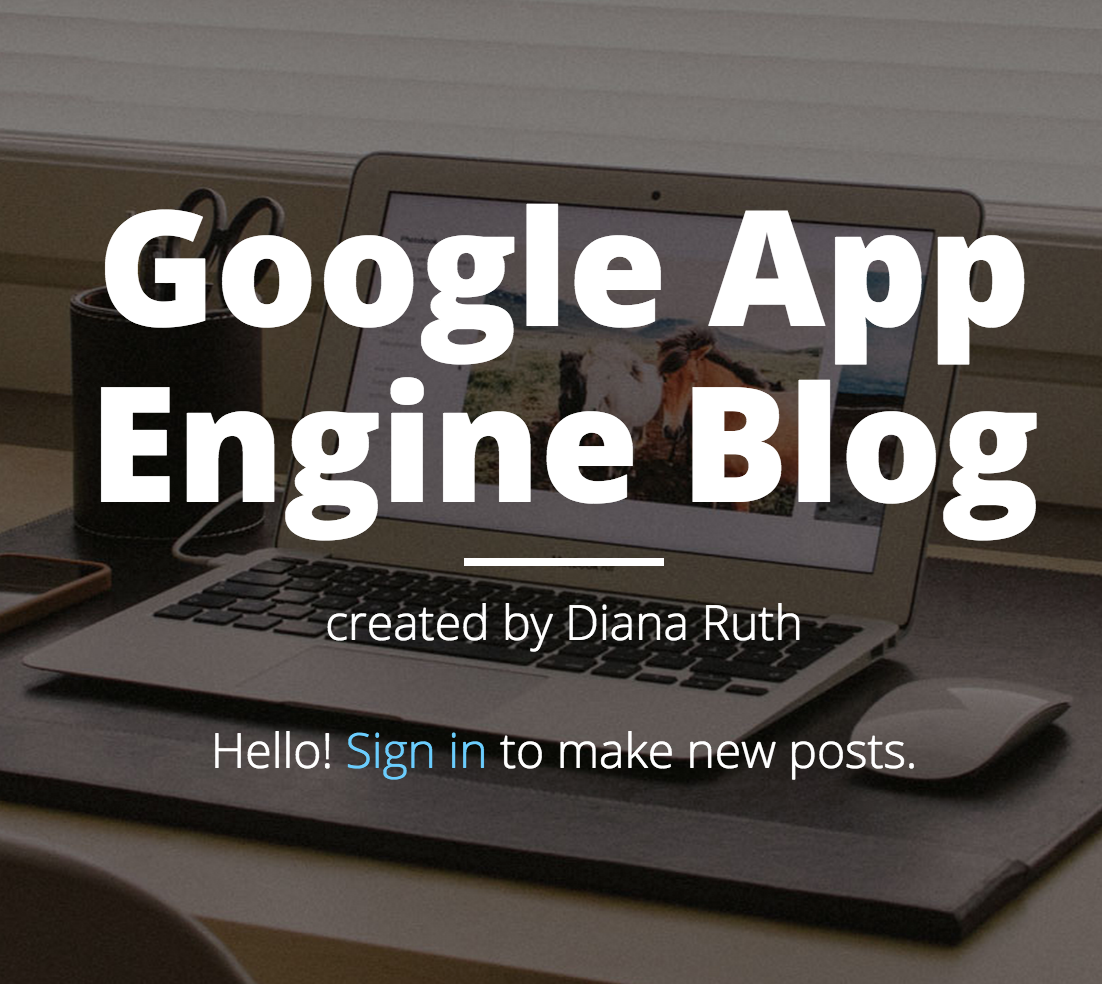 Google App
Engine Blog
created by Diana Ruth
Hello! Sign in to make new posts.